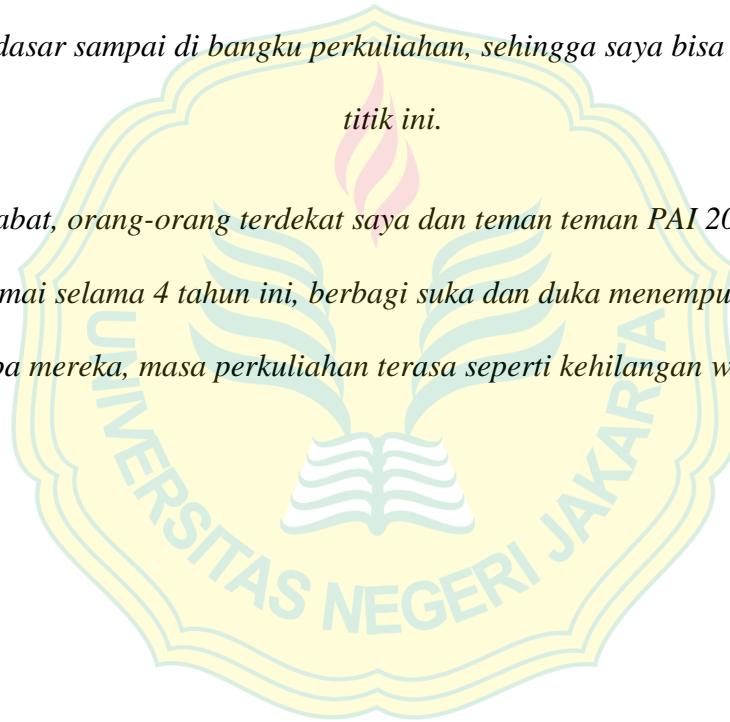 dasar sampai di bangku perkuliahan, sehingga saya bisa
titik ini.
abat, orang-orang terdekat saya dan teman teman PAI 20
mai selama 4 tahun ini, berbagi suka dan duka menempu
pa mereka, masa perkuliahan terasa seperti kehilangan w
UNIVERSITAS NEGERI JAKARTA